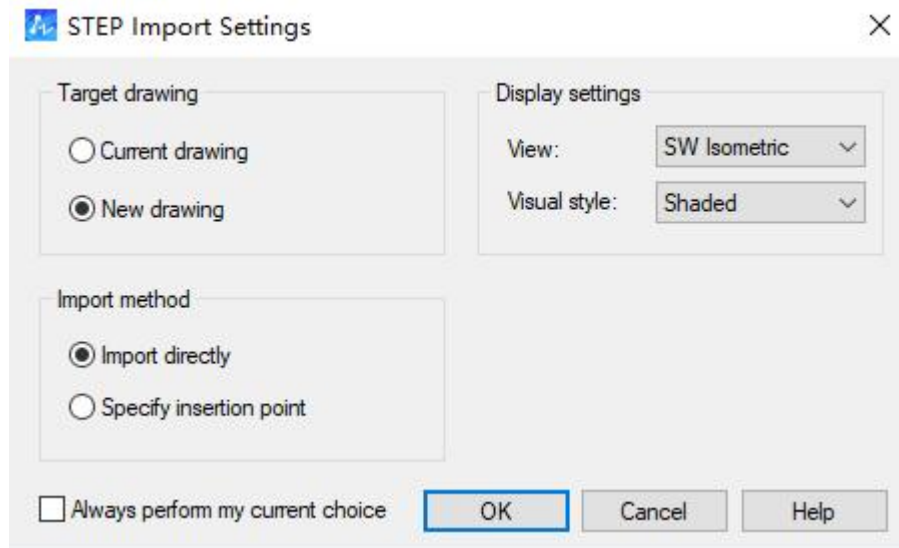 STEP Import Settings
Target drawing
Current drawing
New drawing
Display settings
View: SW Isometric
Visual style: Shaded
Import method
Import directly
Specify insertion point
Always perform my current choice
OK Cancel Help